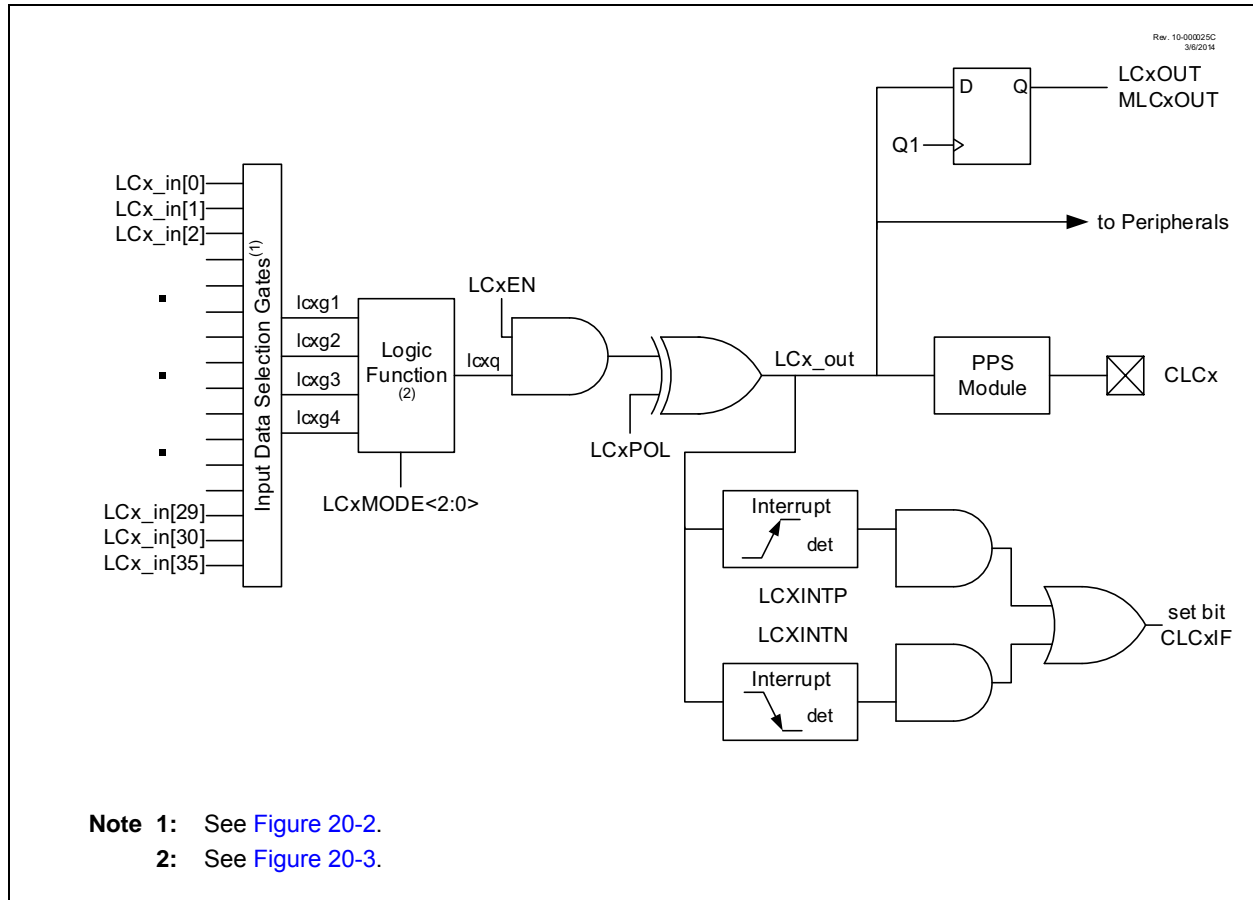 Rev. 10-000025C
3/6/2014
D Q
LCxOUT
MLCxOUT
Q1
LCx_in[0]
LCx_in[1]
LCx_in[2]
to Peripherals
Input Data Selection Gates(1)
LCxEN
lcxg1
lcxg2
lcxg3
lcxg4
Logic
Function
(2)
lcxq
LCx_out
PPS
Module
CLCx
LCxPOL
LCxMODE<2:0>
LCx_in[29]
LCx_in[30]
LCx_in[35]
Interrupt
det
LCXINTP
LCXINTN
Interrupt
det
set bit
CLCxIF
Note 1: See Figure 20-2.
2: See Figure 20-3.